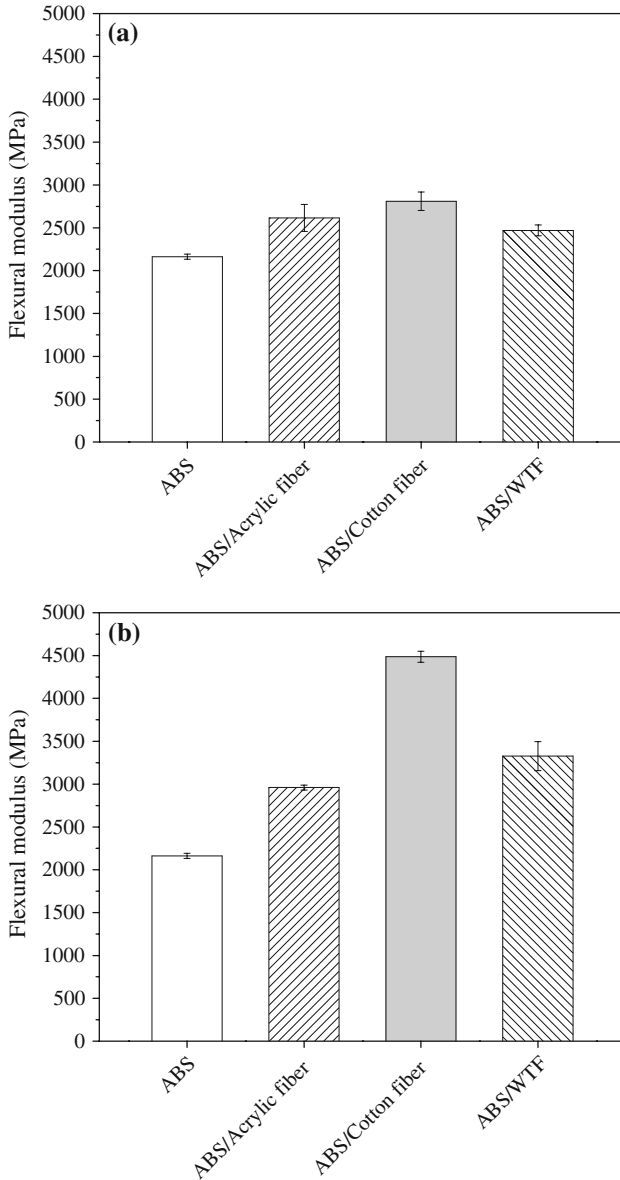 (a)
Flexural modulus (MPa)
5000
4500
4000
3500
3000
2500
2000
1500
1000
500
0
ABS
ABS/Acrylic fiber
ABS/Cotton fiber
ABS/WTF
(b)
Flexural modulus (MPa)
5000
4500
4000
3500
3000
2500
2000
1500
1000
500
0
ABS
ABS/Acrylic fiber
ABS/Cotton fiber
ABS/WTF